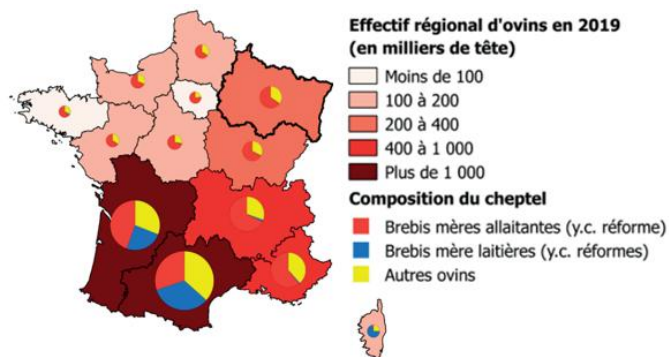 Effectif régional d'ovins en 2019
(en milliers de tête)
Moins de 100
100 à 200
200 à 400
400 à 1 000
Plus de 1 000
Composition du cheptel
Brebis mères allaitantes (y.c. réforme)
Brebis mère laitières (y.c. réformes)
Autres ovins